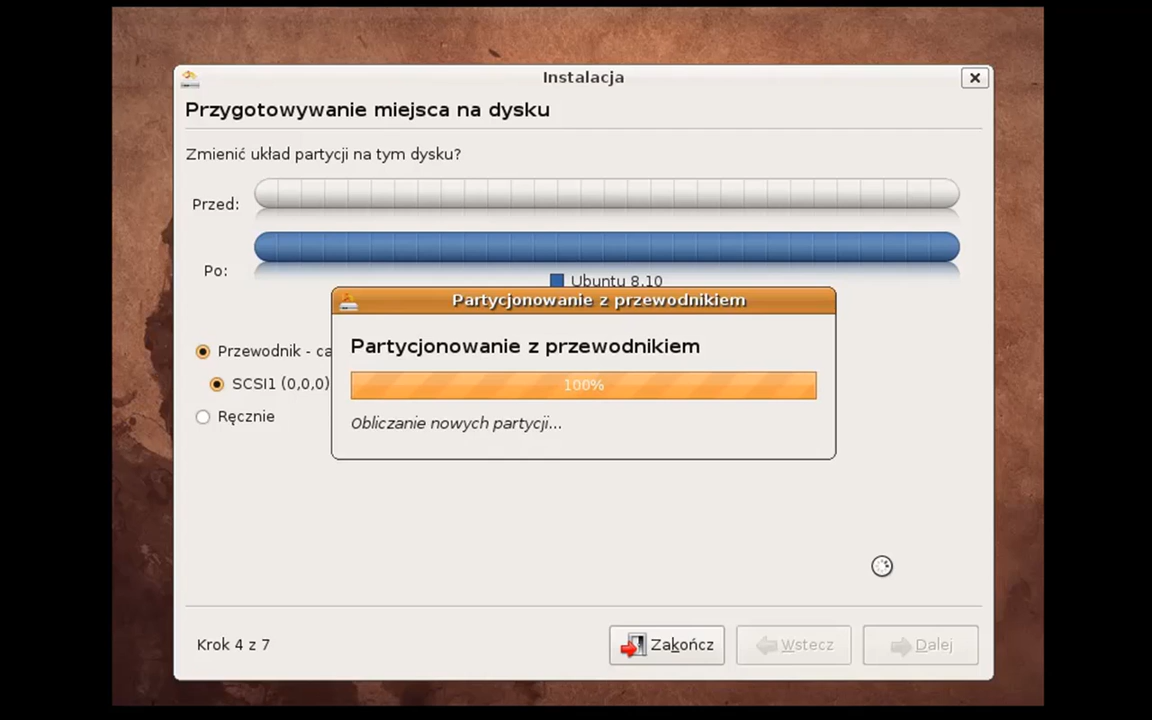 Instalacja
Przygotowywanie miejsca na dysku
Zmienić układ partycji na tym dysku?
Przed:
Po:
Ubuntu 8.10
Partycjonowanie z przewodnikiem
Partycjonowanie z przewodnikiem
100%
Obliczanie nowych partycji...
Przewodnik - ca
SCSI1 (0,0,0)
Ręcznie
Krok 4 z 7
Zakończ
Wstecz
Dalej